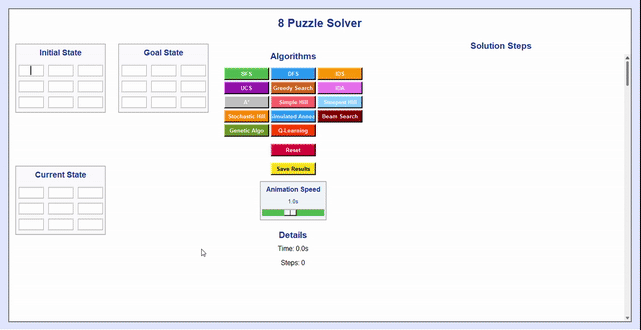 8 Puzzle Solver
Initial State
Goal State
Algorithms
Solution Steps
BFS
DFS
IDS
UCS
Greedy Search
IDA
A*
Simple Hill
Steepest Hill
Stochastic Hill
Simulated Anneal
Beam Search
Genetic Algo
Q-Learning
Reset
Save Results
Current State
Animation Speed
1.0s
Details
Time: 0.0s
Steps: 0